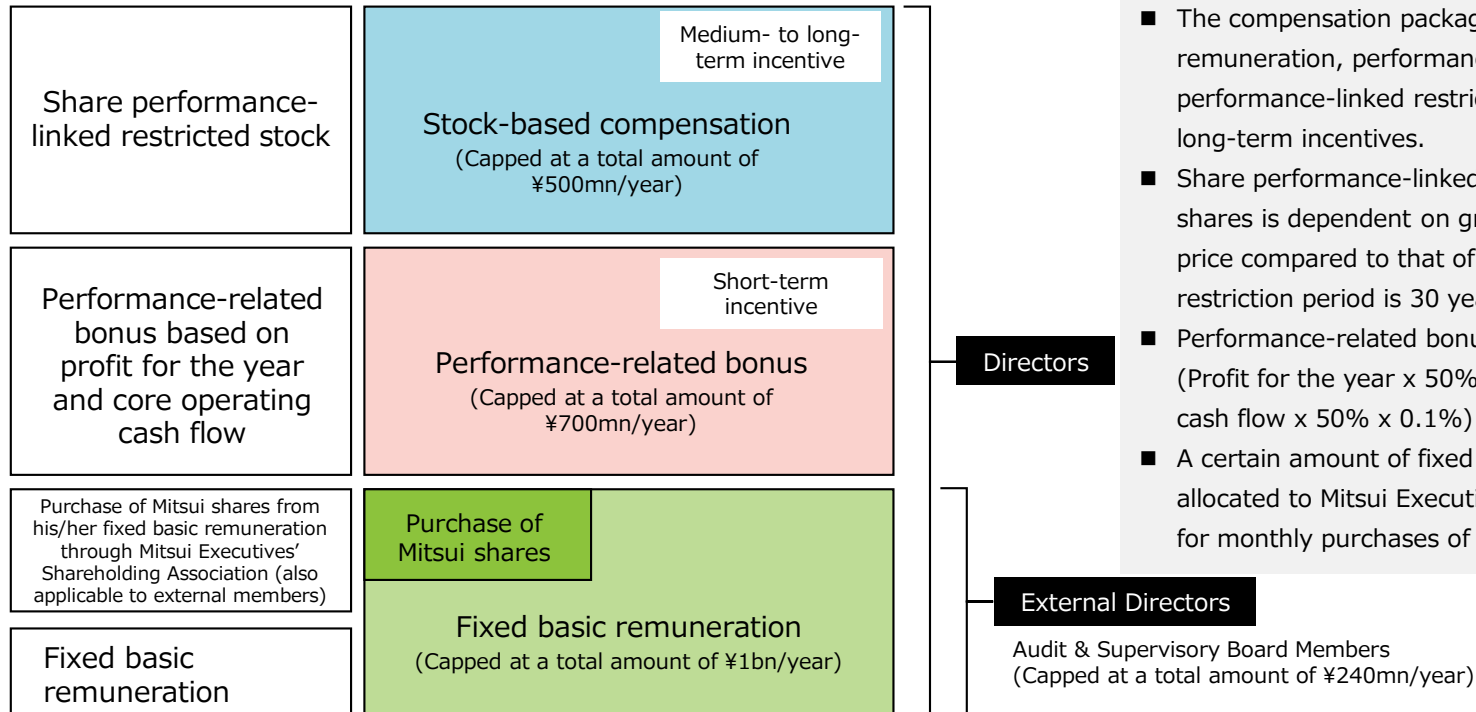 Share performance-
linked restricted stock
Medium- to long-
term incentive
Stock-based compensation
(Capped at a total amount of
¥500mn/year)
Performance-related
bonus based on
profit for the year
and core operating
cash flow
Short-term
incentive
Performance-related bonus
(Capped at a total amount of
¥700mn/year)
Purchase of Mitsui shares from
his/her fixed basic remuneration
through Mitsui Executives’
Shareholding Association (also
applicable to external members)
Fixed basic
remuneration
Purchase of
Mitsui shares
Fixed basic remuneration
(Capped at a total amount of ¥1bn/year)
Directors
External Directors
Audit & Supervisory Board Members
(Capped at a total amount of ¥240mn/year)
■ The compensation
remuneration,
performance-linked
long-term incentives.
■ Share performance-linked
shares is dependent on
price compared to that of
restriction period is 30
■ Performance-related
(Profit for the year x 50%
cash flow x 50% x 0.1%)
■ A certain amount of fixed
allocated to Mitsui
for monthly purchases of